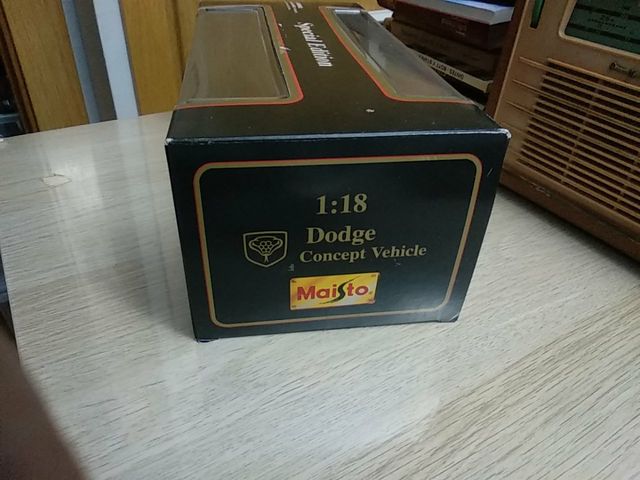 Special Edition
1:18
Dodge
Concept Vehicle
Maisto